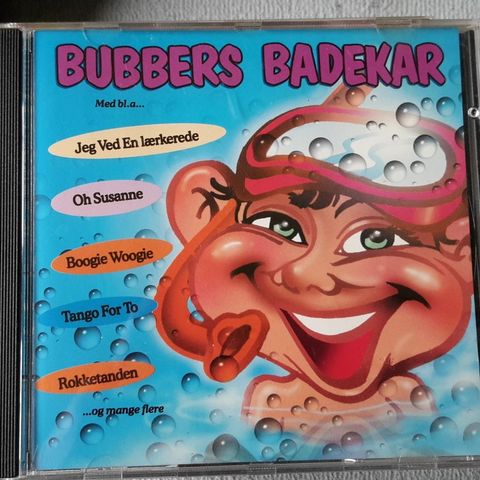 BUBBERS BADEKAR
Med bl.a...
Jeg Ved En lærkerede
Oh Susanne
Boogie Woogie
Tango For To
Rokketanden
...og mange flere